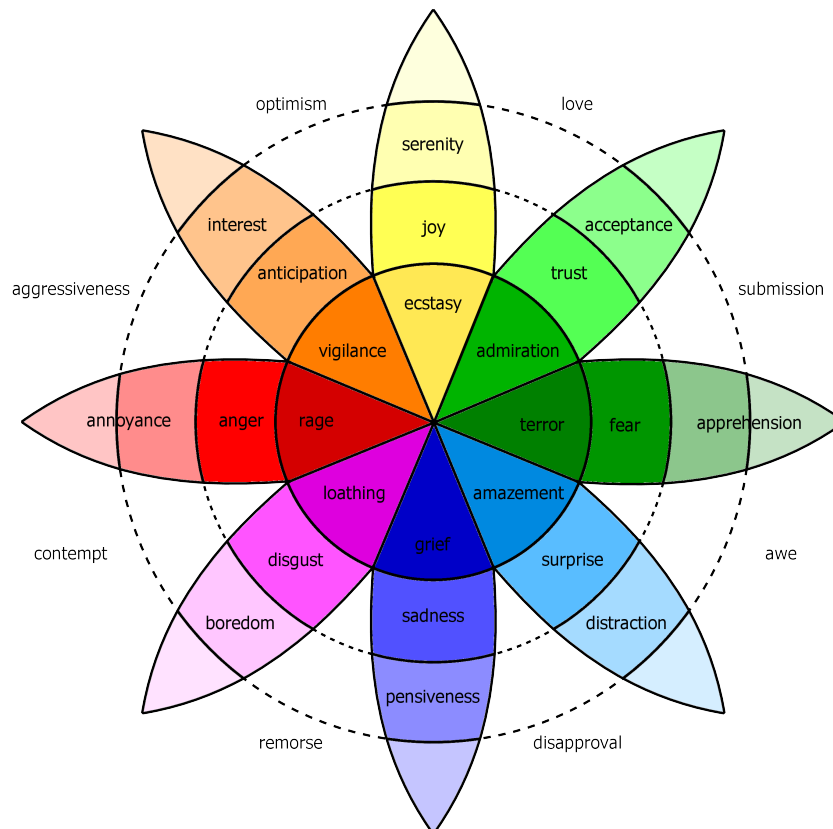 optimism
love
serenity
interest
joy
acceptance
anticipation
trust
aggressiveness
submission
ecstasy
vigilance
admiration
annoyance
anger
rage
terror
fear
apprehension
loathing
amazement
contempt
grief
awe
disgust
surprise
boredom
sadness
distraction
pensiveness
remorse
disapproval